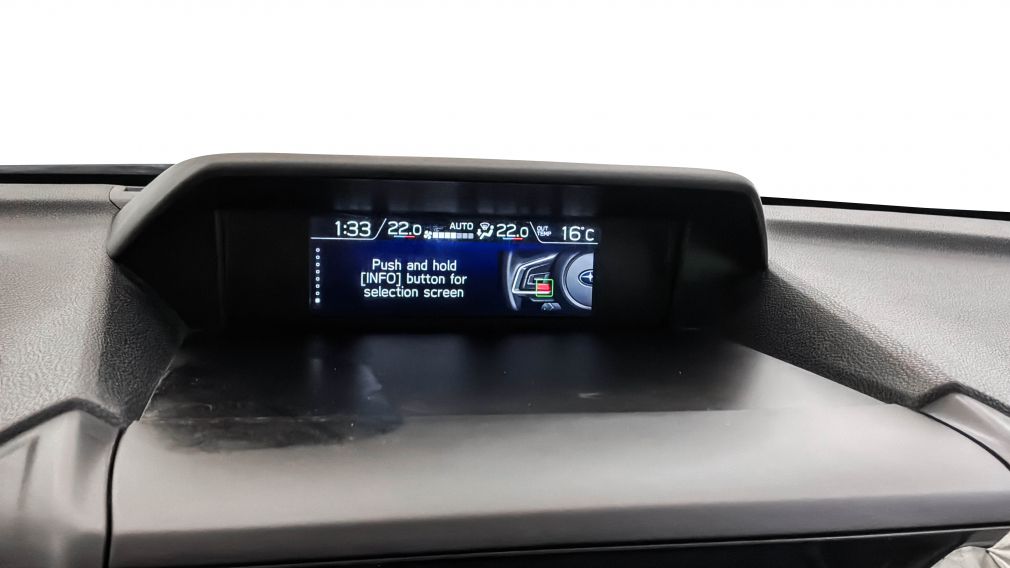 1:33 22.0 AUTO 22.0 OUT TEMP 16°C
Push and hold
[INFO] button for
selection screen